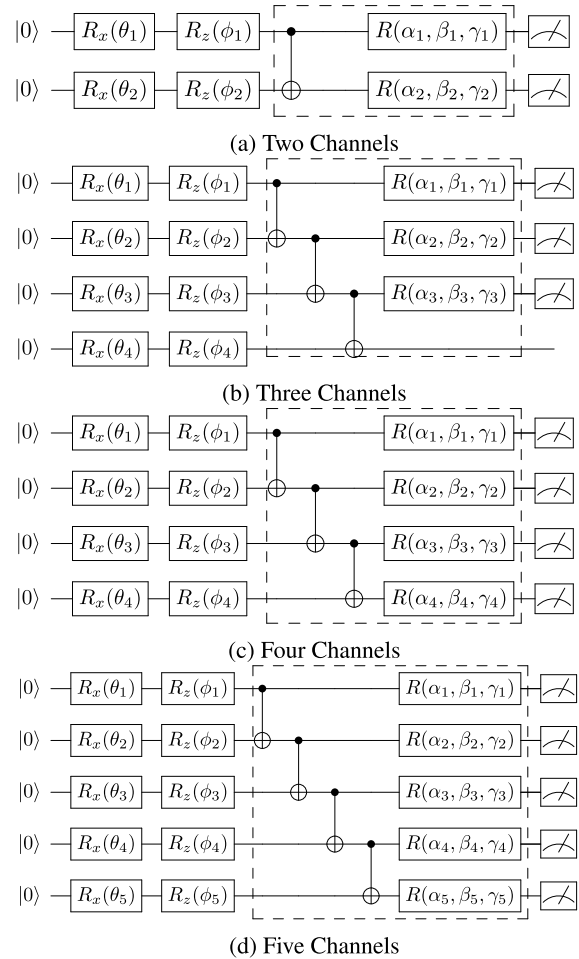 |0⟩ Rx(θ1) Rz(ϕ1) R(α1, β1, γ1)
|0⟩ Rx(θ2) Rz(ϕ2) R(α2, β2, γ2)
(a) Two Channels
|0⟩ Rx(θ1) Rz(ϕ1) R(α1, β1, γ1)
|0⟩ Rx(θ2) Rz(ϕ2) R(α2, β2, γ2)
|0⟩ Rx(θ3) Rz(ϕ3) R(α3, β3, γ3)
|0⟩ Rx(θ4) Rz(ϕ4)
(b) Three Channels
|0⟩ Rx(θ1) Rz(ϕ1) R(α1, β1, γ1)
|0⟩ Rx(θ2) Rz(ϕ2) R(α2, β2, γ2)
|0⟩ Rx(θ3) Rz(ϕ3) R(α3, β3, γ3)
|0⟩ Rx(θ4) Rz(ϕ4) R(α4, β4, γ4)
(c) Four Channels
|0⟩ Rx(θ1) Rz(ϕ1) R(α1, β1, γ1)
|0⟩ Rx(θ2) Rz(ϕ2) R(α2, β2, γ2)
|0⟩ Rx(θ3) Rz(ϕ3) R(α3, β3, γ3)
|0⟩ Rx(θ4) Rz(ϕ4) R(α4, β4, γ4)
|0⟩ Rx(θ5) Rz(ϕ5) R(α5, β5, γ5)
(d) Five Channels